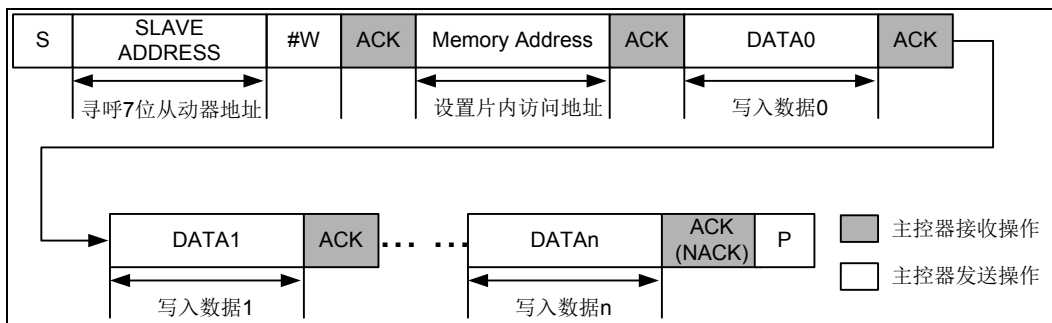 S
SLAVE
ADDRESS
#W
ACK
Memory Address
ACK
DATA0
ACK
寻呼7位从动器地址
设置片内访问地址
写入数据0
DATA1
ACK
... ...
DATAn
ACK
(NACK)
P
写入数据1
写入数据n
主控器接收操作
主控器发送操作